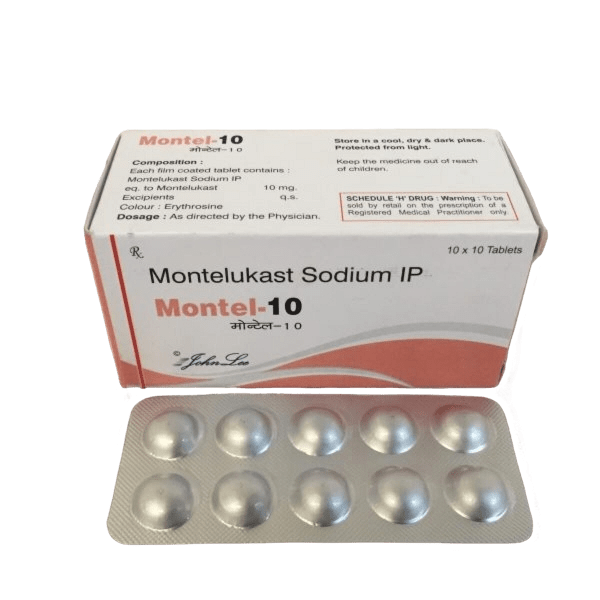 Montel-10
मोन्टेल-10
Composition :
Each film coated tablet contains :
Montelukast Sodium IP
eq. to Montelukast 10 mg.
Excipients q.s.
Colour : Erythrosine
Dosage : As directed by the Physician.
Store in a cool, dry & dark place.
Protected from light.
Keep the medicine out of reach
of children.
SCHEDULE 'H' DRUG : Warning : To be
sold by retail on the prescription of a
Registered Medical Practitioner only
Rx
10 x 10 Tablets
Montelukast Sodium IP
Montel-10
मोन्टेल-10
©
John Lee